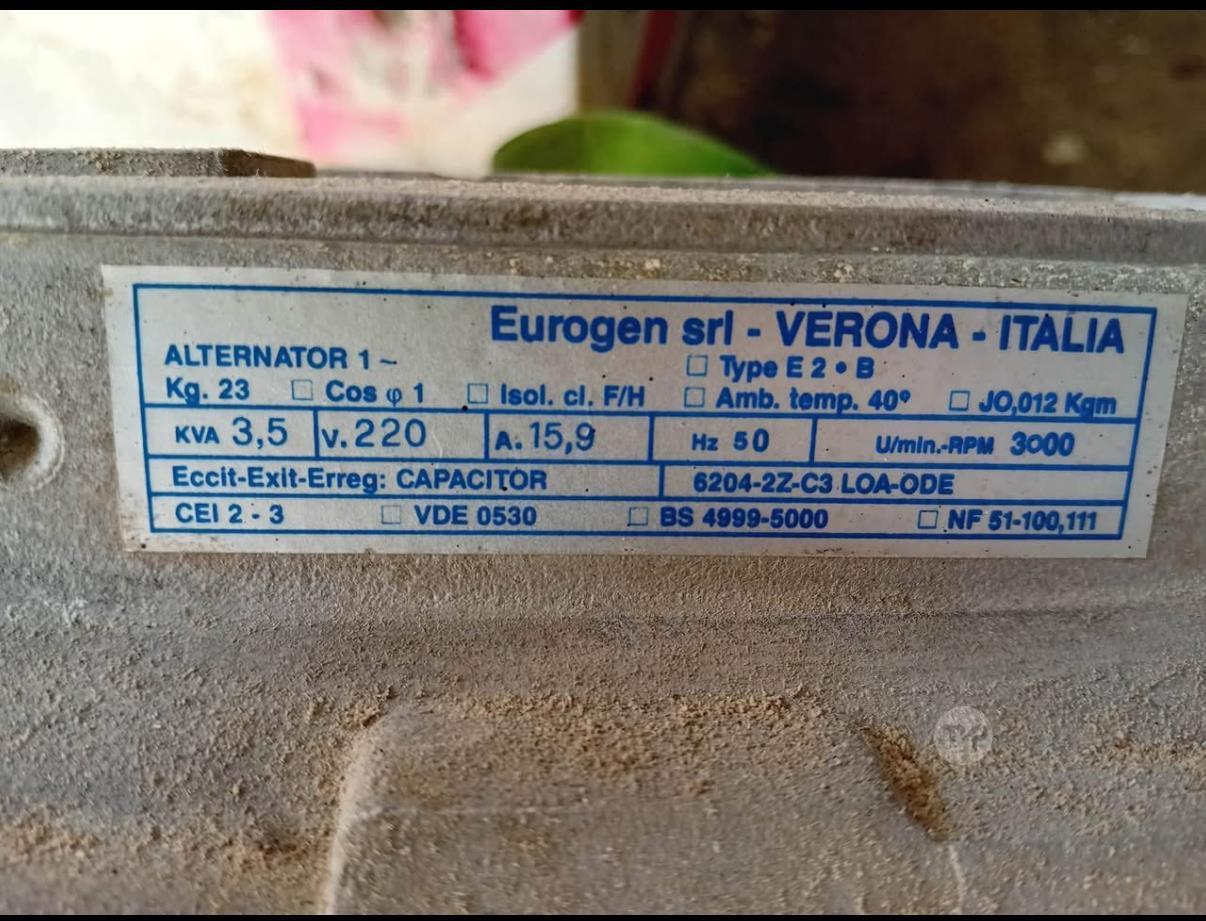 Eurogen srl - VERONA - ITALIA
ALTERNATOR 1 ~ □ Type E 2 • B
Kg. 23 □ Cos φ 1 □ Isol. cl. F/H □ Amb. temp. 40° □ JO,012 Kgm
KVA 3,5 V. 220 A. 15,9 Hz 50 U/min.-RPM 3000
Eccit-Exit-Erreg: CAPACITOR 6204-2Z-C3 LOA-ODE
CEI 2 - 3 □ VDE 0530 □ BS 4999-5000 □ NF 51-100,111